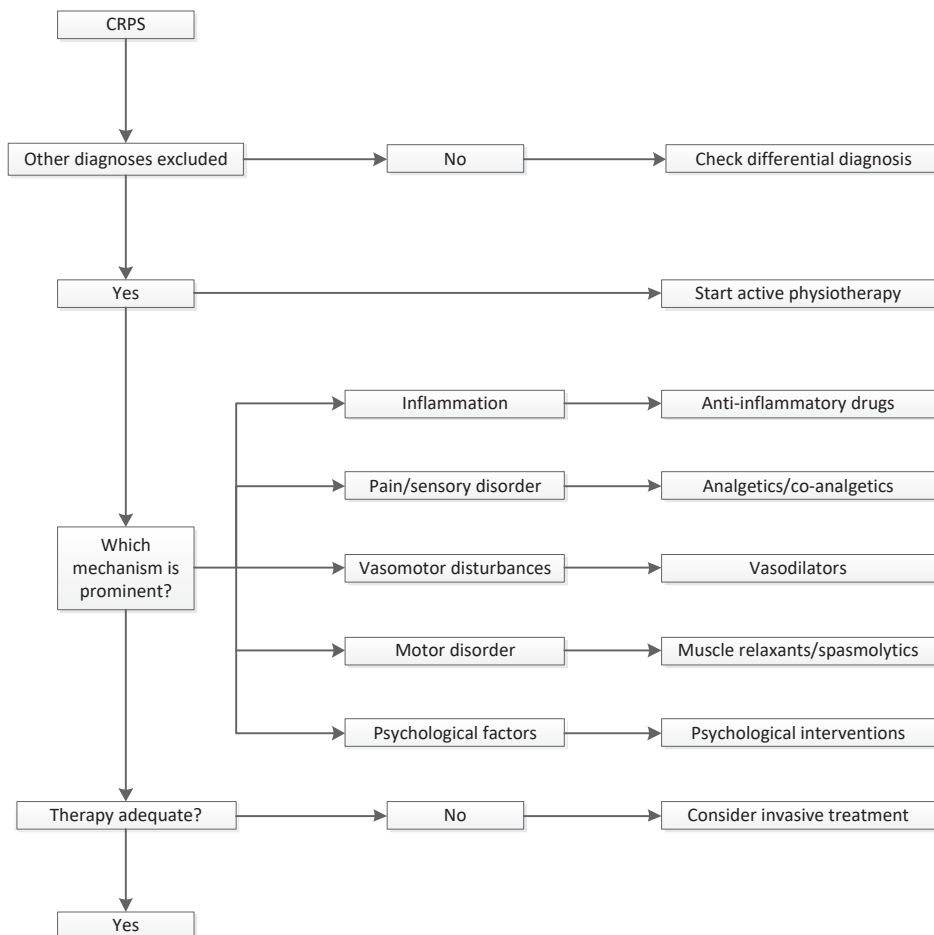 CRPS
Other diagnoses excluded
No
Check differential diagnosis
Yes
Start active physiotherapy
Inflammation
Anti-inflammatory drugs
Pain/sensory disorder
Analgetics/co-analgetics
Which
mechanism is
prominent?
Vasomotor disturbances
Vasodilators
Motor disorder
Muscle relaxants/spasmolytics
Psychological factors
Psychological interventions
Therapy adequate?
No
Consider invasive treatment
Yes